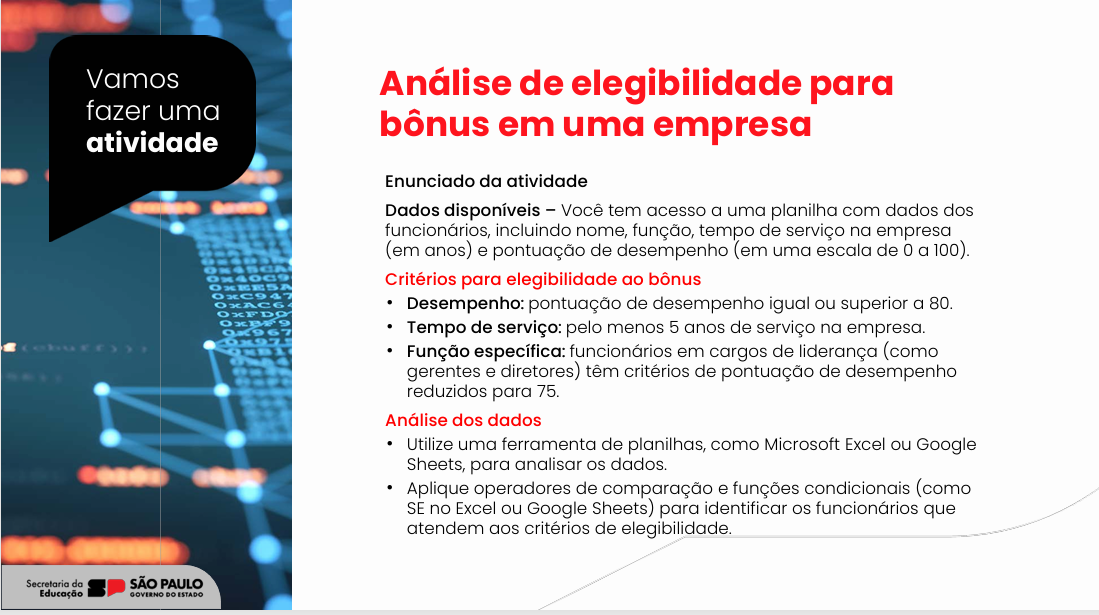 Vamos
fazer uma
atividade
Análise de elegibilidade para
bônus em uma empresa
Enunciado da atividade
Dados disponíveis – Você tem acesso a uma planilha com dados dos
funcionários, incluindo nome, função, tempo de serviço na empresa
(em anos) e pontuação de desempenho (em uma escala de 0 a 100).
Critérios para elegibilidade ao bônus
• Desempenho: pontuação de desempenho igual ou superior a 80.
• Tempo de serviço: pelo menos 5 anos de serviço na empresa.
• Função específica: funcionários em cargos de liderança (como
gerentes e diretores) têm critérios de pontuação de desempenho
reduzidos para 75.
Análise dos dados
• Utilize uma ferramenta de planilhas, como Microsoft Excel ou Google
Sheets, para analisar os dados.
• Aplique operadores de comparação e funções condicionais (como
SE no Excel ou Google Sheets) para identificar os funcionários que
atendem aos critérios de elegibilidade.
Secretaria da
Educação
SÃO PAULO
GOVERNO DO ESTADO